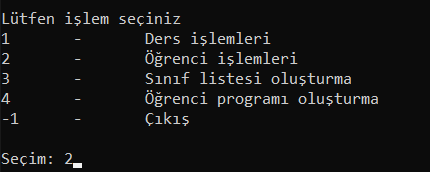 Lütfen işlem seçiniz
1 - Ders işlemleri
2 - Öğrenci işlemleri
3 - Sınıf listesi oluşturma
4 - Öğrenci programı oluşturma
-1 - Çıkış
Seçim: 2